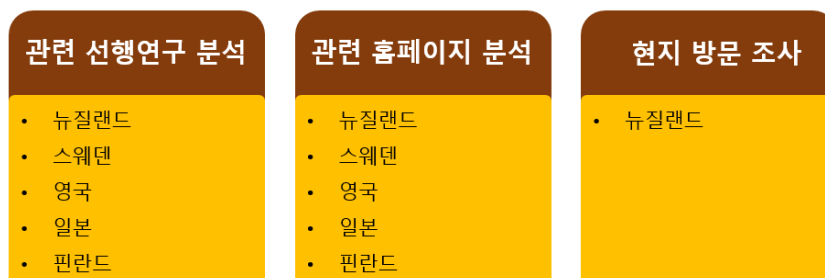 관련 선행연구 분석
• 뉴질랜드
• 스웨덴
• 영국
• 일본
• 핀란드
관련 홈페이지 분석
• 뉴질랜드
• 스웨덴
• 영국
• 일본
• 핀란드
현지 방문 조사
• 뉴질랜드